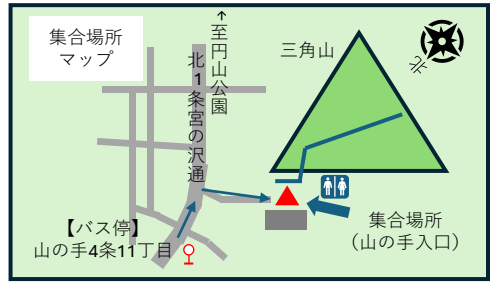 集合場所
マップ
↑至円山公園
北1条宮の沢通
三角山
北
【バス停】
山の手4条11丁目
集合場所
（山の手入口）